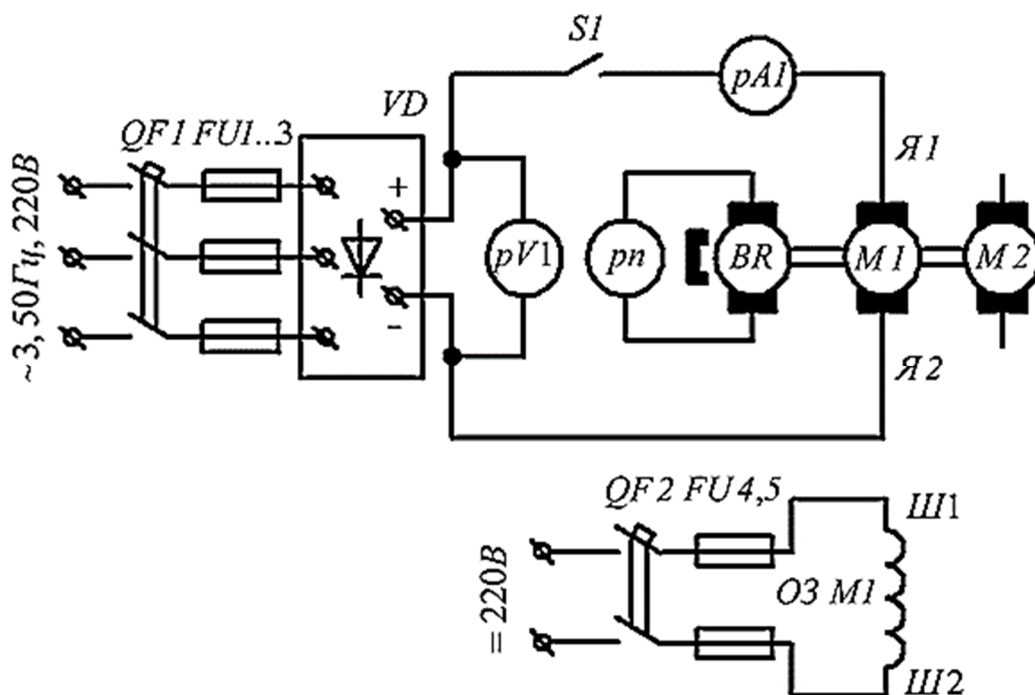 S1
pA1
VD
QF1 FU1..3
Я1
~3, 50Гц, 220В
+
pV1
pn
BR
M1
M2
-
Я2
QF2 FU4,5
Ш1
= 220В
ОЗ М1
Ш2